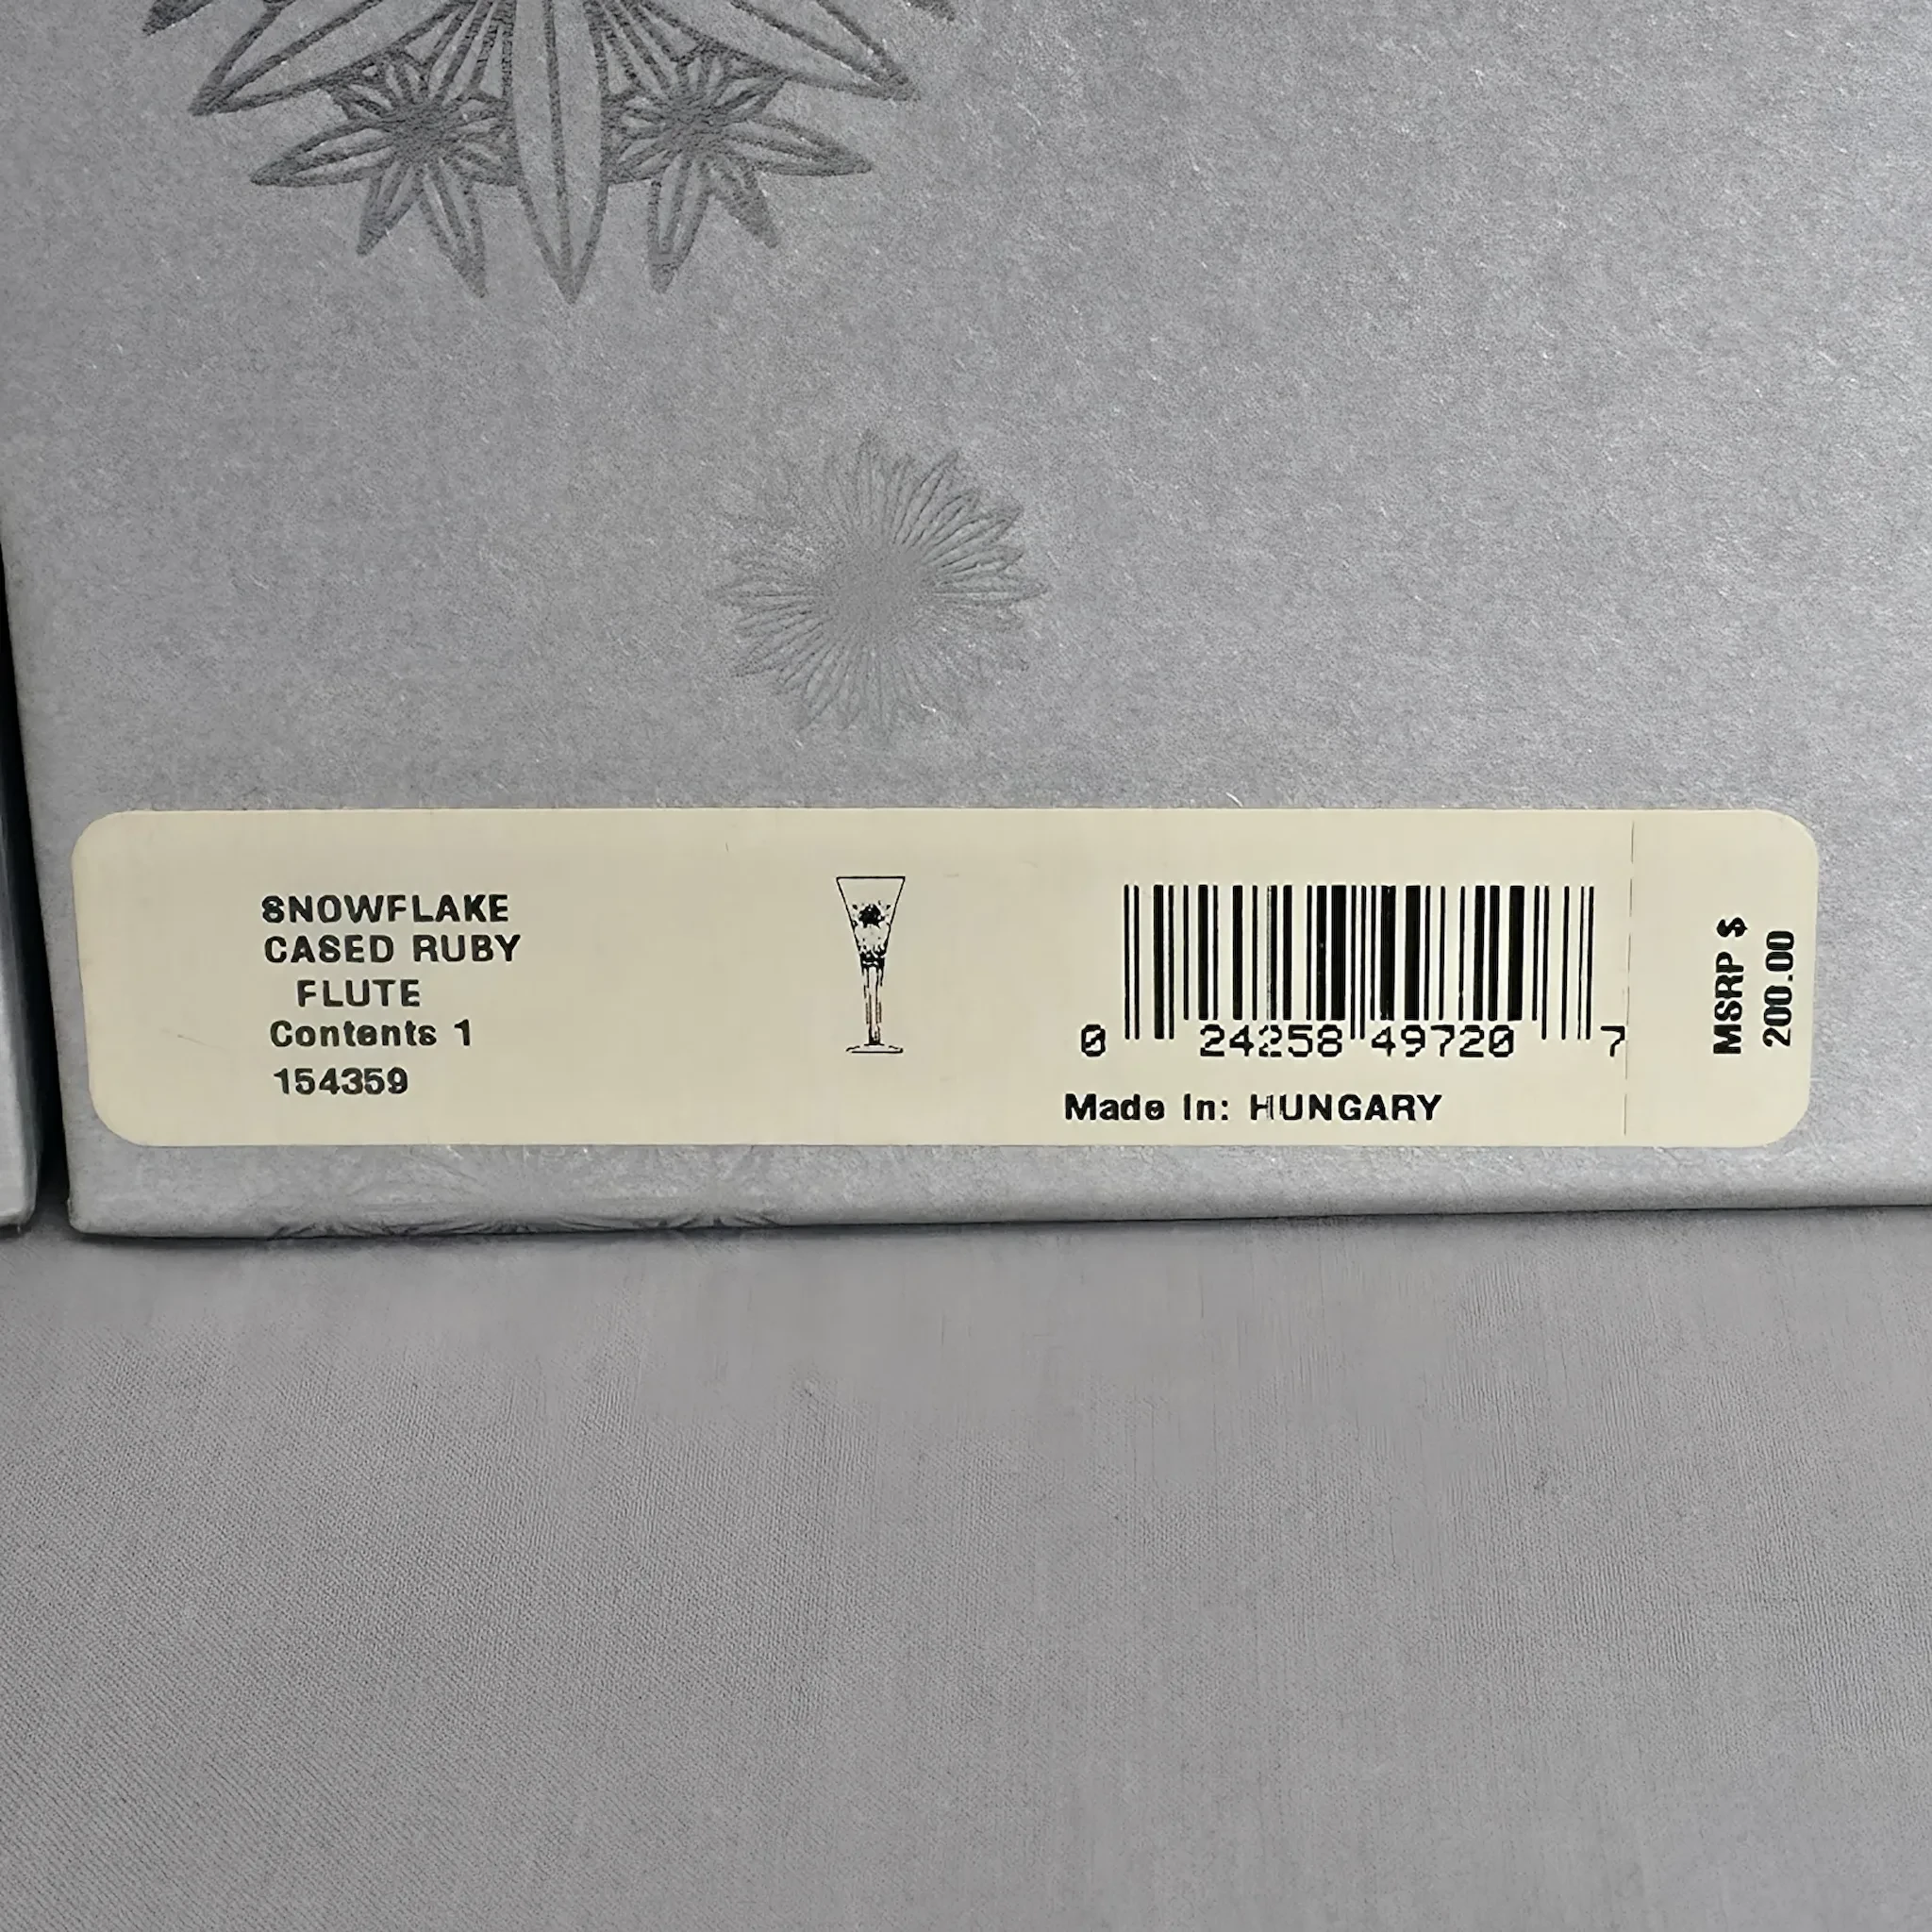 SNOWFLAKE
CASED RUBY
FLUTE
Contents 1
154359
0 24258 49720 7
Made In: HUNGARY
MSRP $
200.00